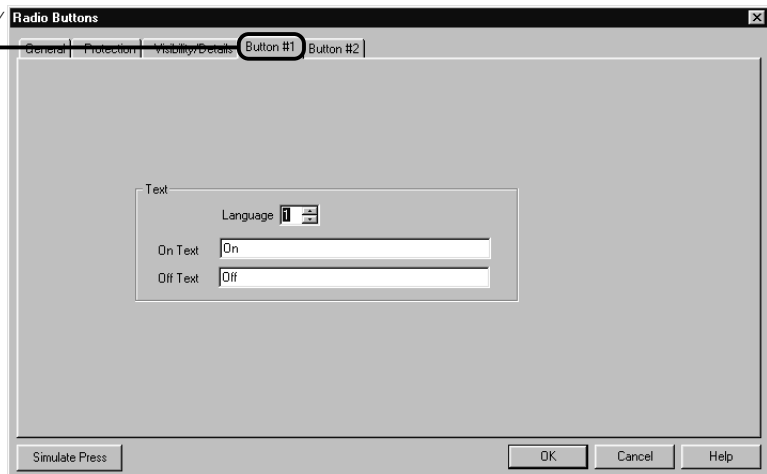 Radio Buttons
General Protection Visibility/Details Button #1 Button #2
Text
Language 1
On Text On
Off Text Off
Simulate Press OK Cancel Help